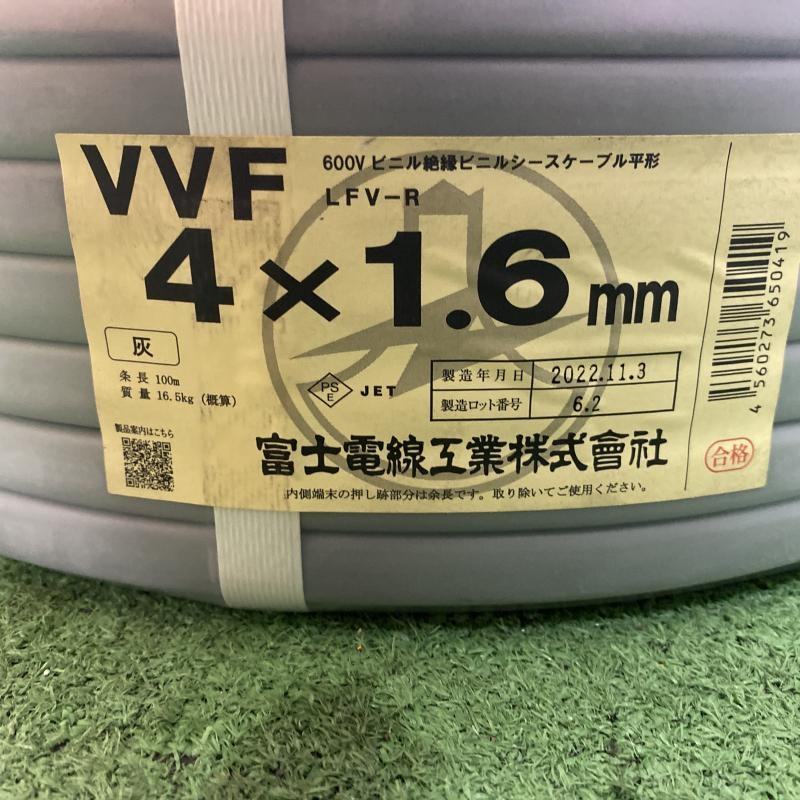 VVF
600V ビニル絶縁ビニルシースケーブル平形
LFV-R
4×1.6mm
灰
条長 100m
質量 16.5kg (概算)
製品案内はこちら
PS
E
JET
製造年月日 2022.11.3
製造ロット番号 6.2
富士電線工業株式會社
内側端末の押し跡部分は余長です。取り除いてご使用ください。
4 560273 650419
合格